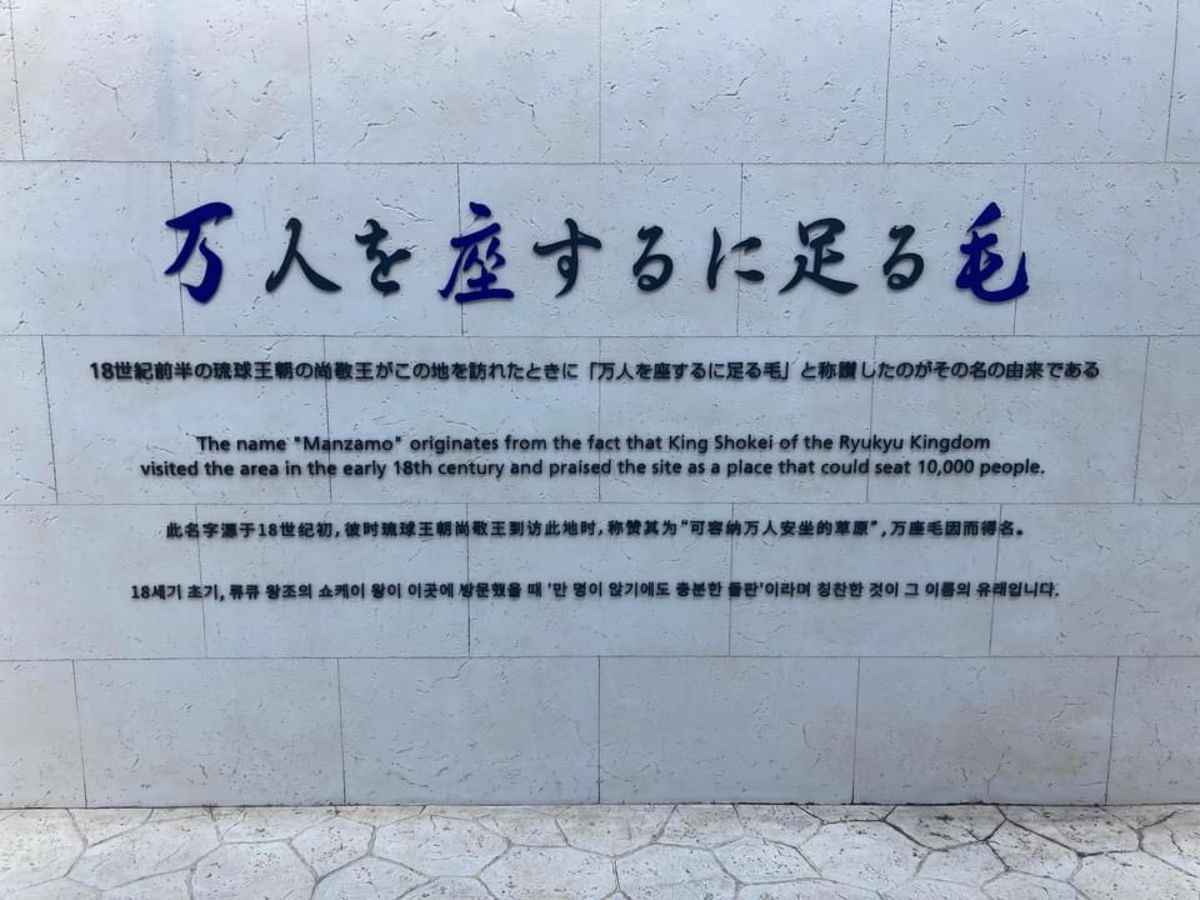 万人を座するに足る毛
18世紀前半の琉球王朝の尚敬王がこの地を訪れたときに「万人を座するに足る毛」と称讃したのがその名の由来である
The name "Manzamo" originates from the fact that King Shokei of the Ryukyu Kingdom
visited the area in the early 18th century and praised the site as a place that could seat 10,000 people.
此名字源于18世纪初,彼时琉球王朝尚敬王到访此地时,称赞其为"可容纳万人安坐的草原",万座毛因而得名。
18세기 초기, 류큐 왕조의 쇼케이 왕이 이곳에 방문했을 때 '만 명이 앉기에도 충분한 들판'이라며 칭찬한 것이 그 이름의 유래입니다.